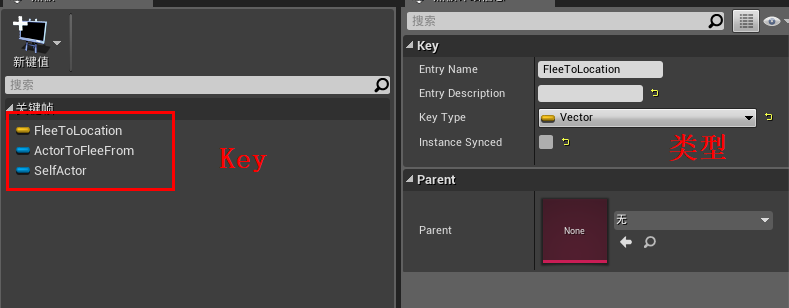 新键值
搜索
关键帧
FleeToLocation
ActorToFleeFrom
SelfActor
Key
搜索
Key
Entry Name
FleeToLocation
Entry Description
Key Type
Vector
Instance Synced
类型
Parent
Parent
None
无